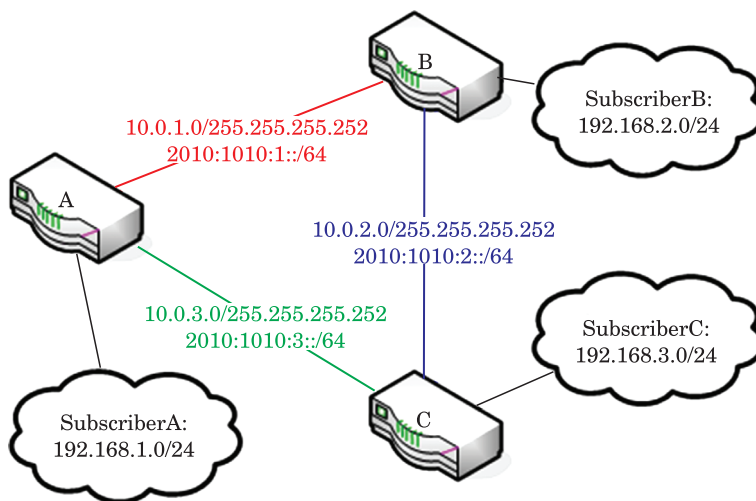 B
SubscriberB:
192.168.2.0/24
10.0.1.0/255.255.255.252
2010:1010:1::/64
A
10.0.2.0/255.255.255.252
2010:1010:2::/64
10.0.3.0/255.255.255.252
2010:1010:3::/64
SubscriberC:
192.168.3.0/24
C
SubscriberA:
192.168.1.0/24